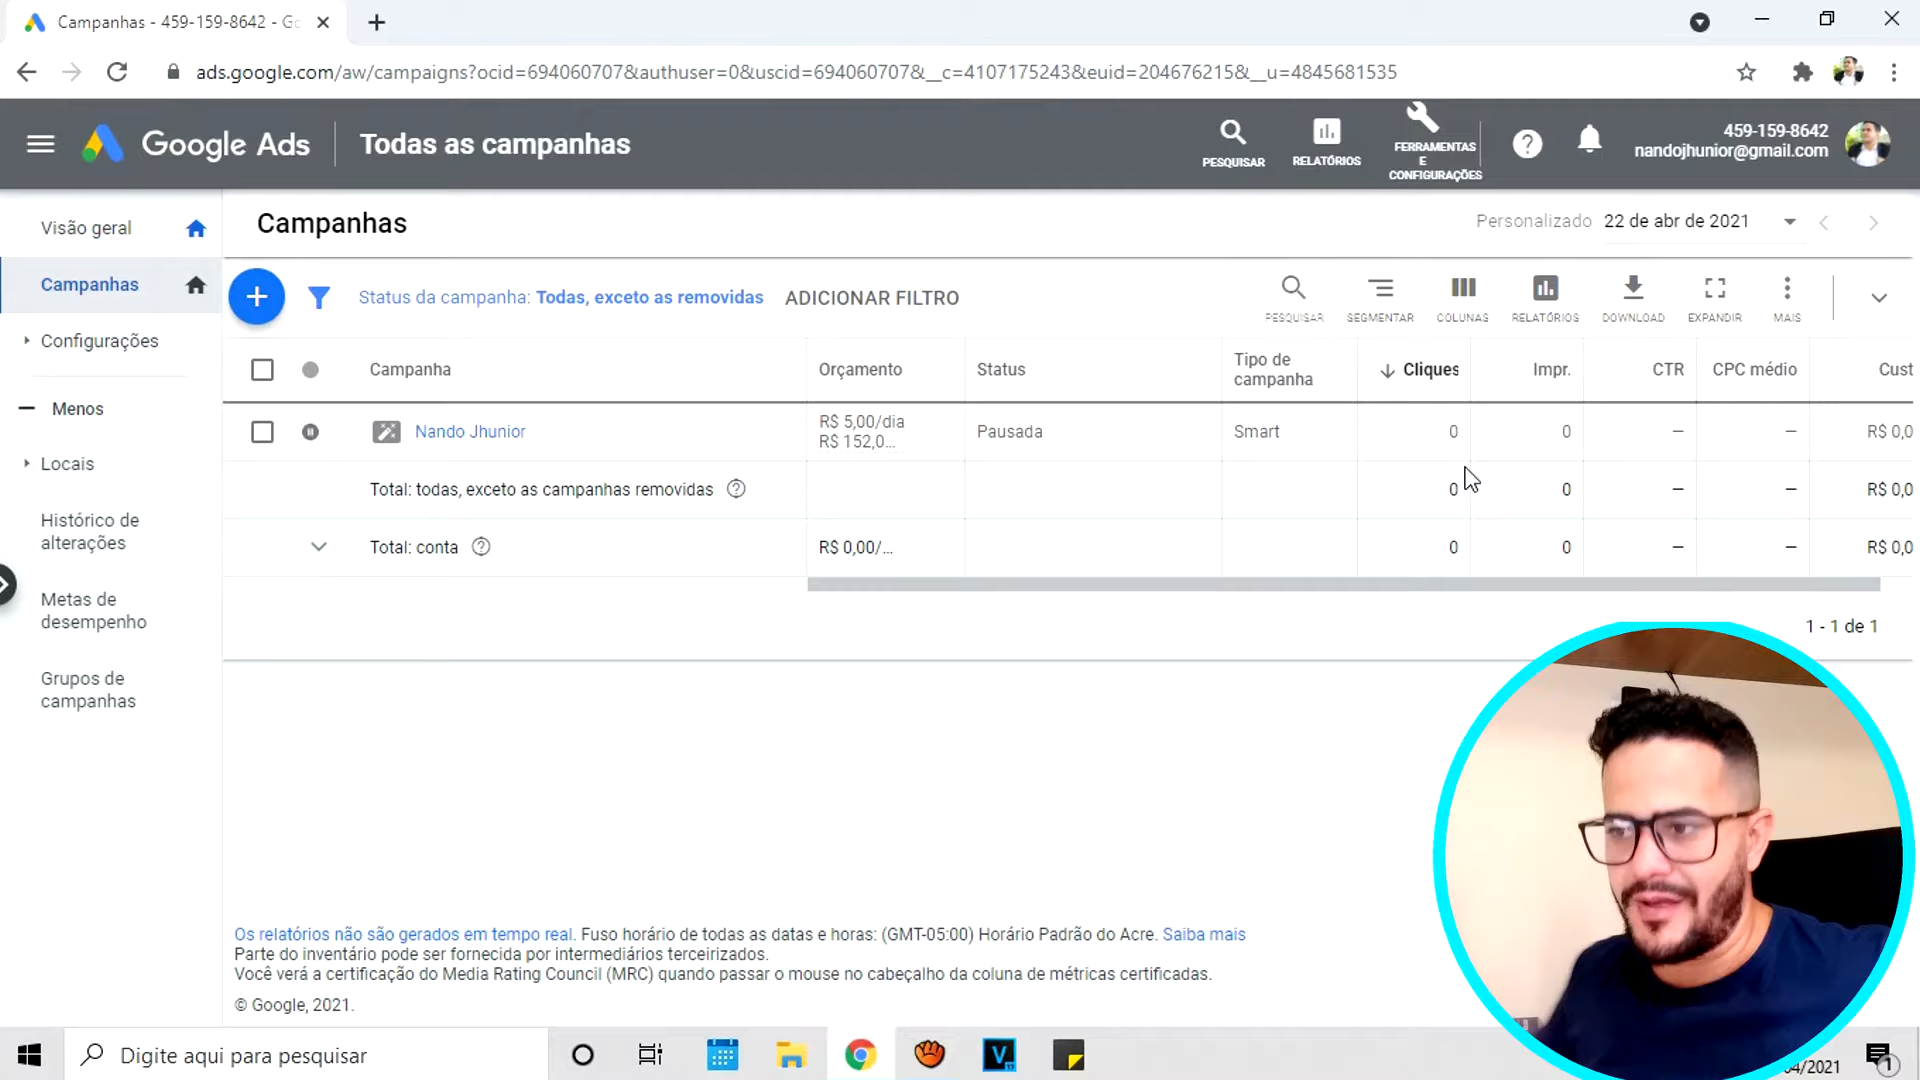 Campanhas - 459-159-8642 - Go
ads.google.com/aw/campaigns?ocid=694060707&authuser=0&uscid=694060707&__c=4107175243&euid=204676215&__u=4845681535
Google Ads
Todas as campanhas
PESQUISAR
RELATÓRIOS
FERRAMENTAS
E
CONFIGURAÇÕES
459-159-8642
nandojhunior@gmail.com
Visão geral
Campanhas
Configurações
Menos
Locais
Histórico de
alterações
Metas de
desempenho
Grupos de
campanhas
Campanhas
Personalizado 22 de abr de 2021
Status da campanha: Todas, exceto as removidas ADICIONAR FILTRO
PESQUISAR SEGMENTAR COLUNAS RELATÓRIOS DOWNLOAD EXPANDIR MAIS
Campanha Orçamento Status Tipo de campanha Cliques Impr. CTR CPC médio Cust
Nando Jhunior R$ 5,00/dia R$ 152,0... Pausada Smart 0 0 – – R$ 0,0
Total: todas, exceto as campanhas removidas 0 0 – – R$ 0,0
Total: conta R$ 0,00/... 0 0 – – R$ 0,0
1 - 1 de 1
Os relatórios não são gerados em tempo real. Fuso horário de todas as datas e horas: (GMT-05:00) Horário Padrão do Acre. Saiba mais
Parte do inventário pode ser fornecida por intermediários terceirizados.
Você verá a certificação do Media Rating Council (MRC) quando passar o mouse no cabeçalho da coluna de métricas certificadas.
© Google, 2021.
Digite aqui para pesquisar
V
04/2021
1